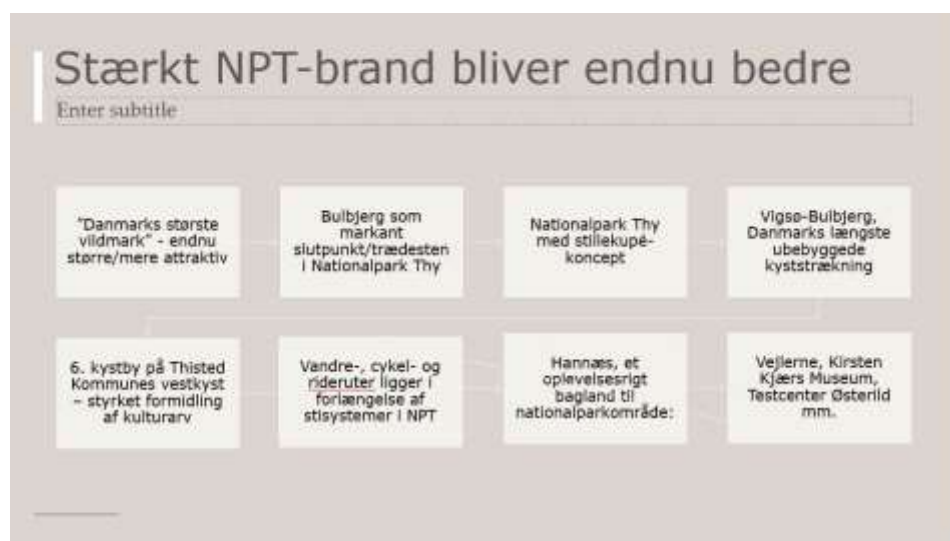 Stærkt NPT-brand bliver endnu bedre
Enter subtitle
"Danmarks største
vildmark" - endnu
større/mere attraktiv
Bulbjerg som
markant
slutpunkt/trædesten
i Nationalpark Thy
Nationalpark Thy
med stillekupé-
koncept
Vigsø-Bulbjerg,
Danmarks længste
ubebyggede
kyststrækning
6. kystby på Thisted
Kommunes vestkyst
– styrket formidling
af kulturarv
Vandre-, cykel- og
rideruter ligger i
forlængelse af
stisystemer i NPT
Hannæs, et
oplevelsesrigt
bagland til
nationalparkområde:
Vejlerne, Kirsten
Kjærs Museum,
Testcenter Østerild
mm.